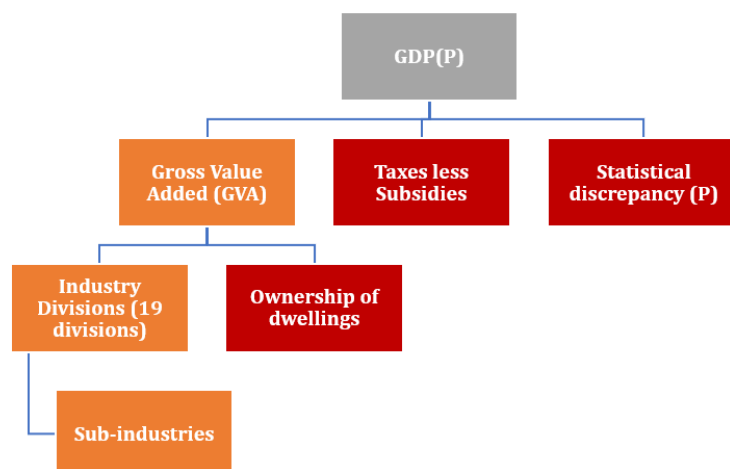 GDP(P)
Gross Value
Added (GVA)
Taxes less
Subsidies
Statistical
discrepancy (P)
Industry
Divisions (19
divisions)
Ownership of
dwellings
Sub-industries